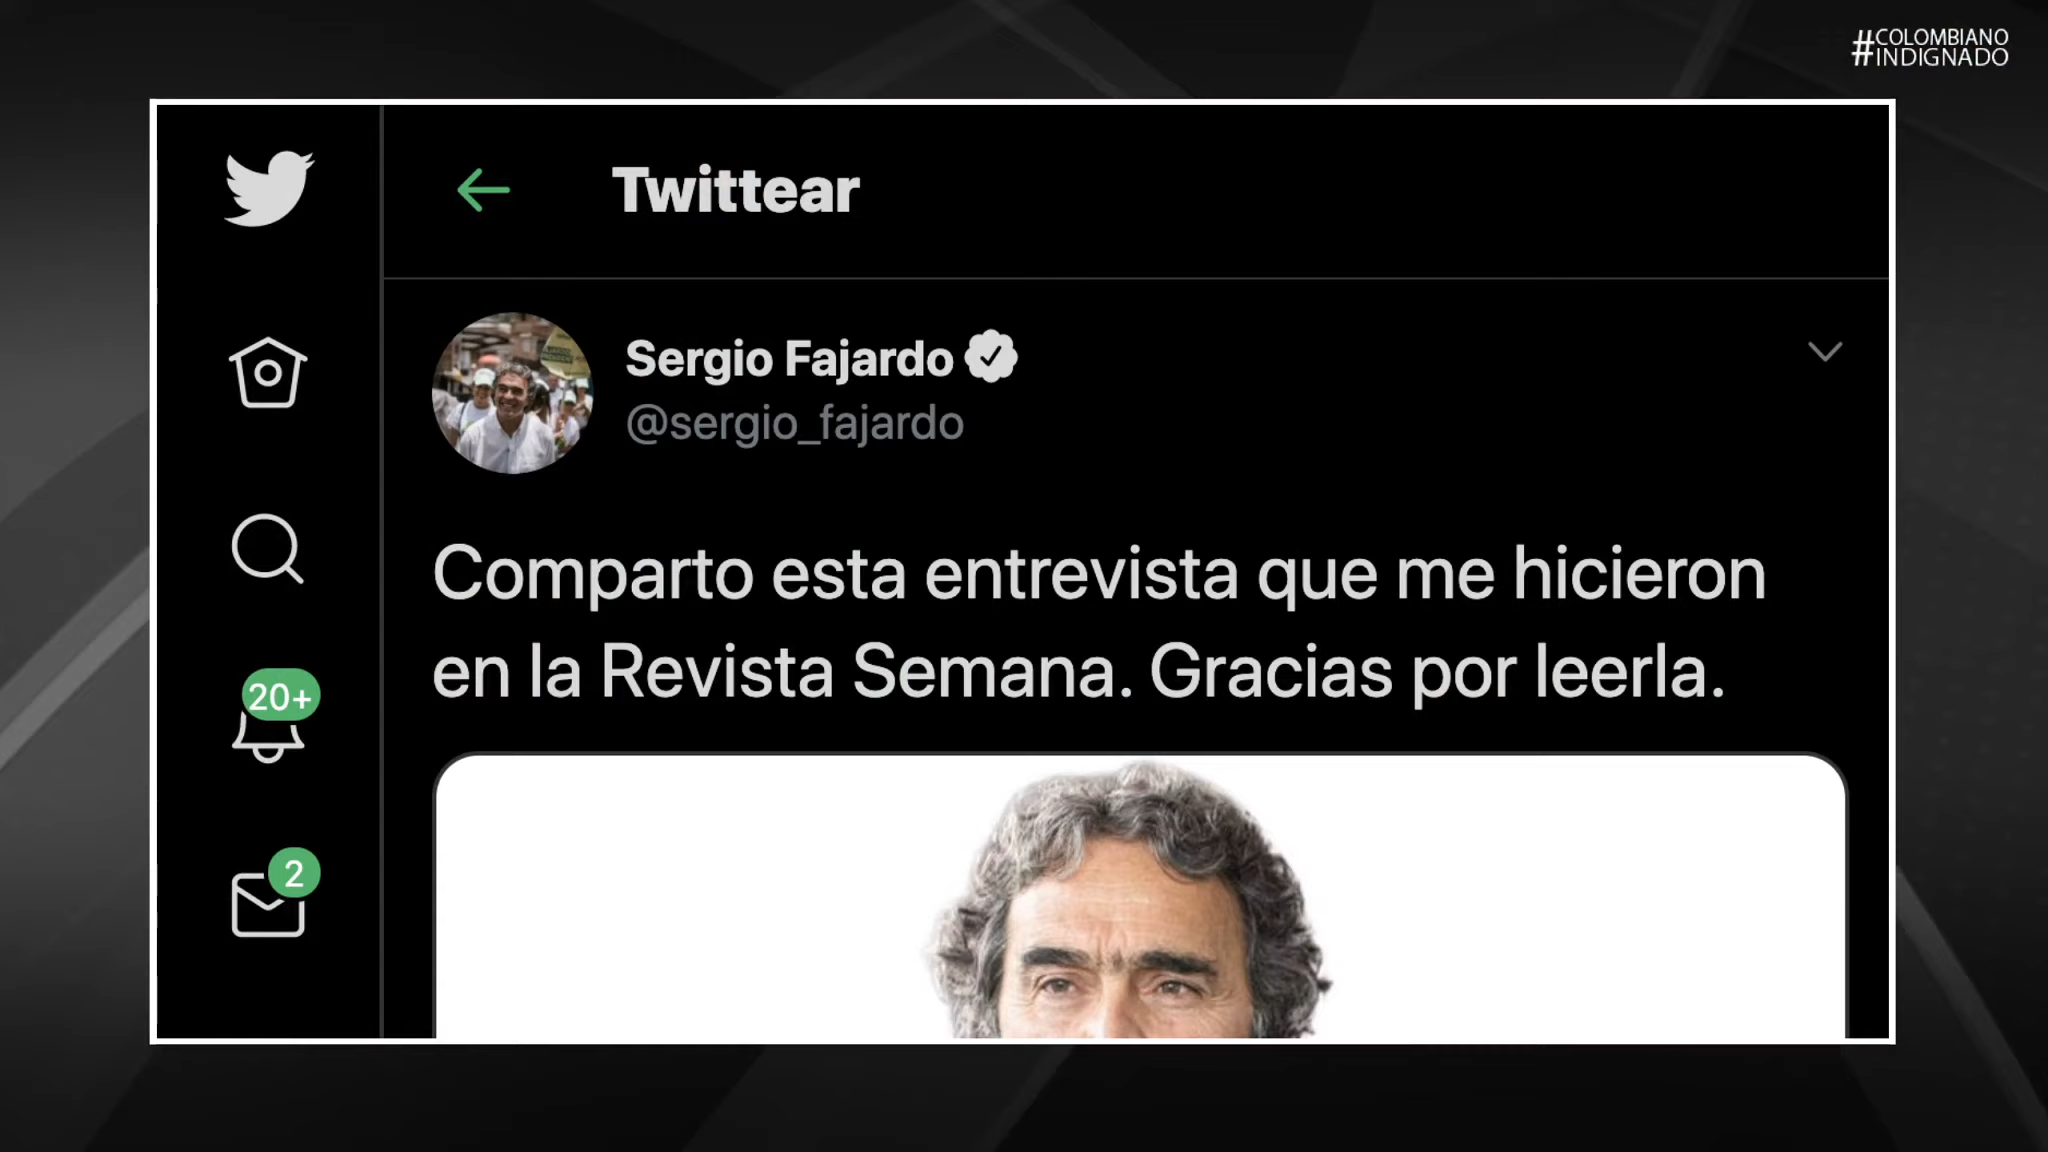 #COLOMBIANO
INDIGNADO
Twittear
Sergio Fajardo
@sergio_fajardo
Comparto esta entrevista que me hicieron
en la Revista Semana. Gracias por leerla.
20+
2